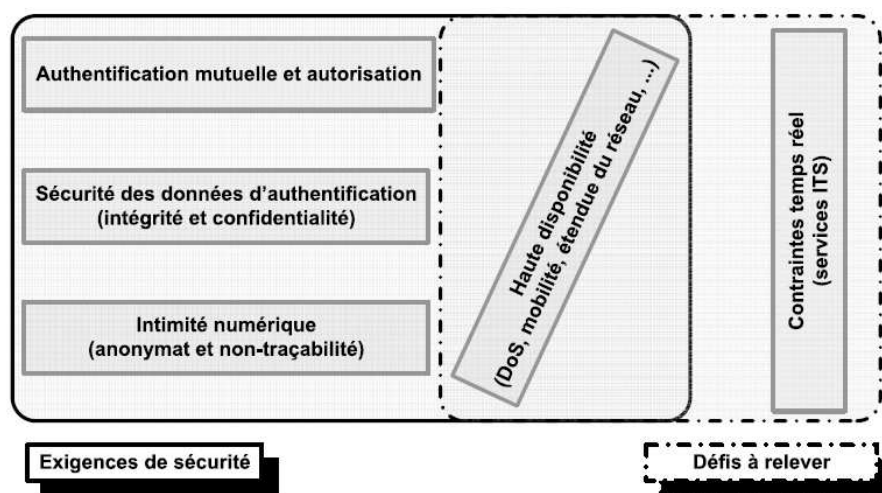 Authentification mutuelle et autorisation
Sécurité des données d'authentification
(intégrité et confidentialité)
Intimité numérique
(anonymat et non-traçabilité)
Haute disponibilité
(DoS, mobilité, étendue du réseau, ...)
Contraintes temps réel
(services ITS)
Exigences de sécurité
Défis à relever